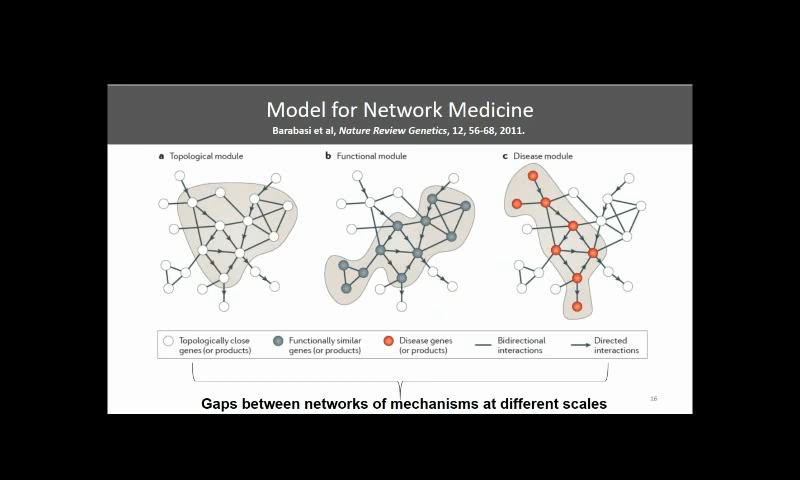 Model for Network Medicine
Barabasi et al, Nature Review Genetics, 12, 56-68, 2011.
a Topological module
b Functional module
c Disease module
Topologically close
genes (or products)
Functionally similar
genes (or products)
Disease genes
(or products)
Bidirectional
interactions
Directed
interactions
Gaps between networks of mechanisms at different scales
16